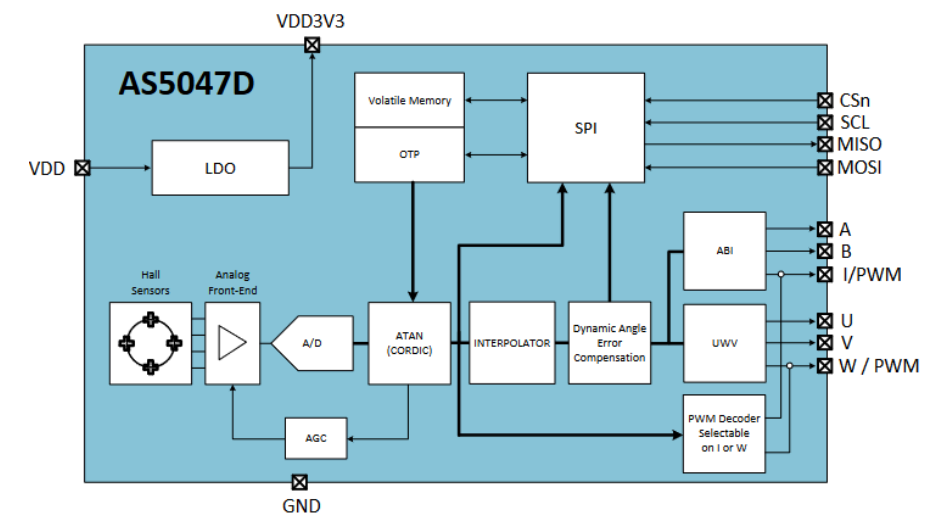 VDD3V3
AS5047D
Volatile Memory
OTP
SPI
CSn
SCL
MISO
MOSI
VDD
LDO
A
B
I/PWM
ABI
Hall
Sensors
Analog
Front-End
A/D
ATAN
(CORDIC)
INTERPOLATOR
Dynamic Angle
Error
Compensation
UWV
U
V
W / PWM
AGC
PWM Decoder
Selectable
on I or W
GND